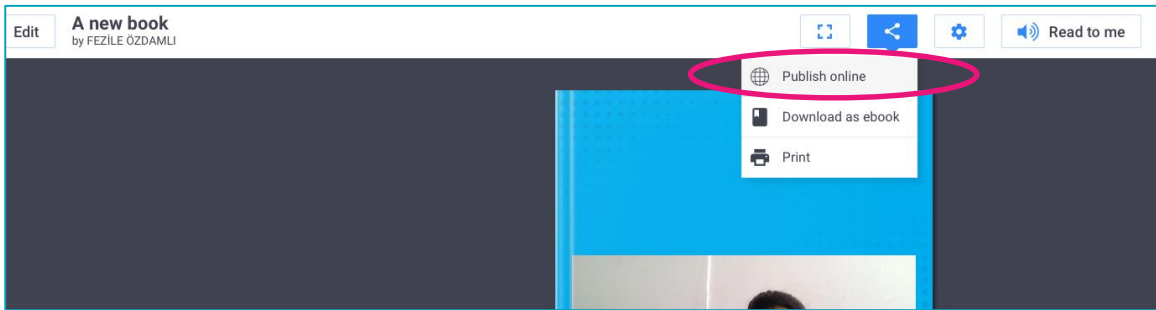 Edit
A new book
by FEZİLE ÖZDAMLI
Read to me
Publish online
Download as ebook
Print